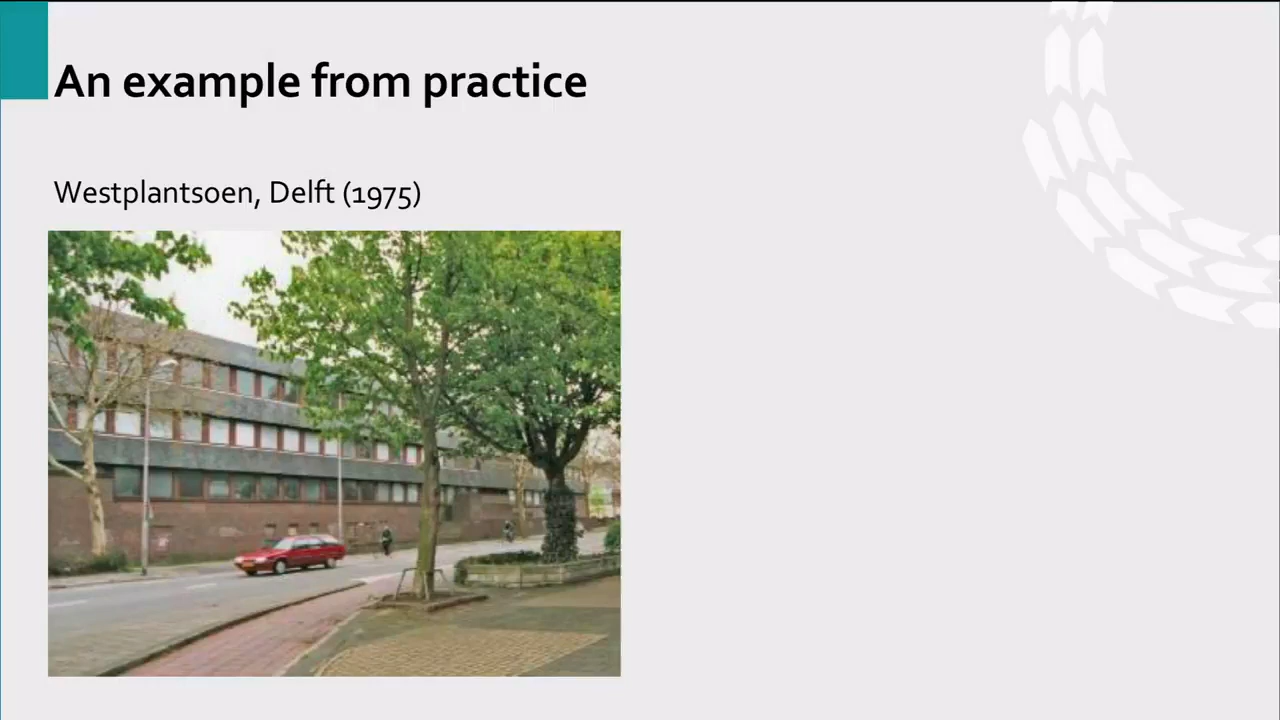 An example from practice
Westplantsoen, Delft (1975)